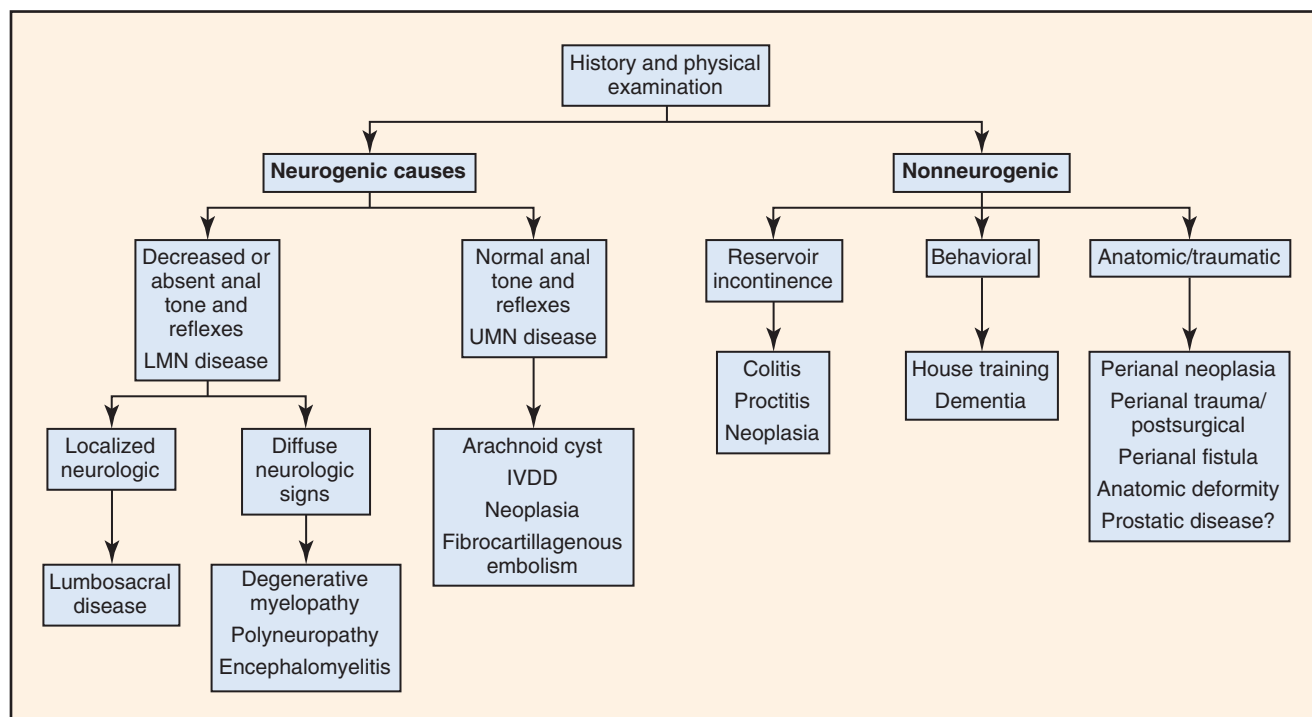 History and physical
examination
Neurogenic causes
Nonneurogenic
Decreased or
absent anal
tone and
reflexes
LMN disease
Normal anal
tone and
reflexes
UMN disease
Reservoir
incontinence
Behavioral
Anatomic/traumatic
Localized
neurologic
Diffuse
neurologic
signs
Arachnoid cyst
IVDD
Neoplasia
Fibrocartillagenous
embolism
Colitis
Proctitis
Neoplasia
House training
Dementia
Perianal neoplasia
Perianal trauma/
postsurgical
Perianal fistula
Anatomic deformity
Prostatic disease?
Lumbosacral
disease
Degenerative
myelopathy
Polyneuropathy
Encephalomyelitis